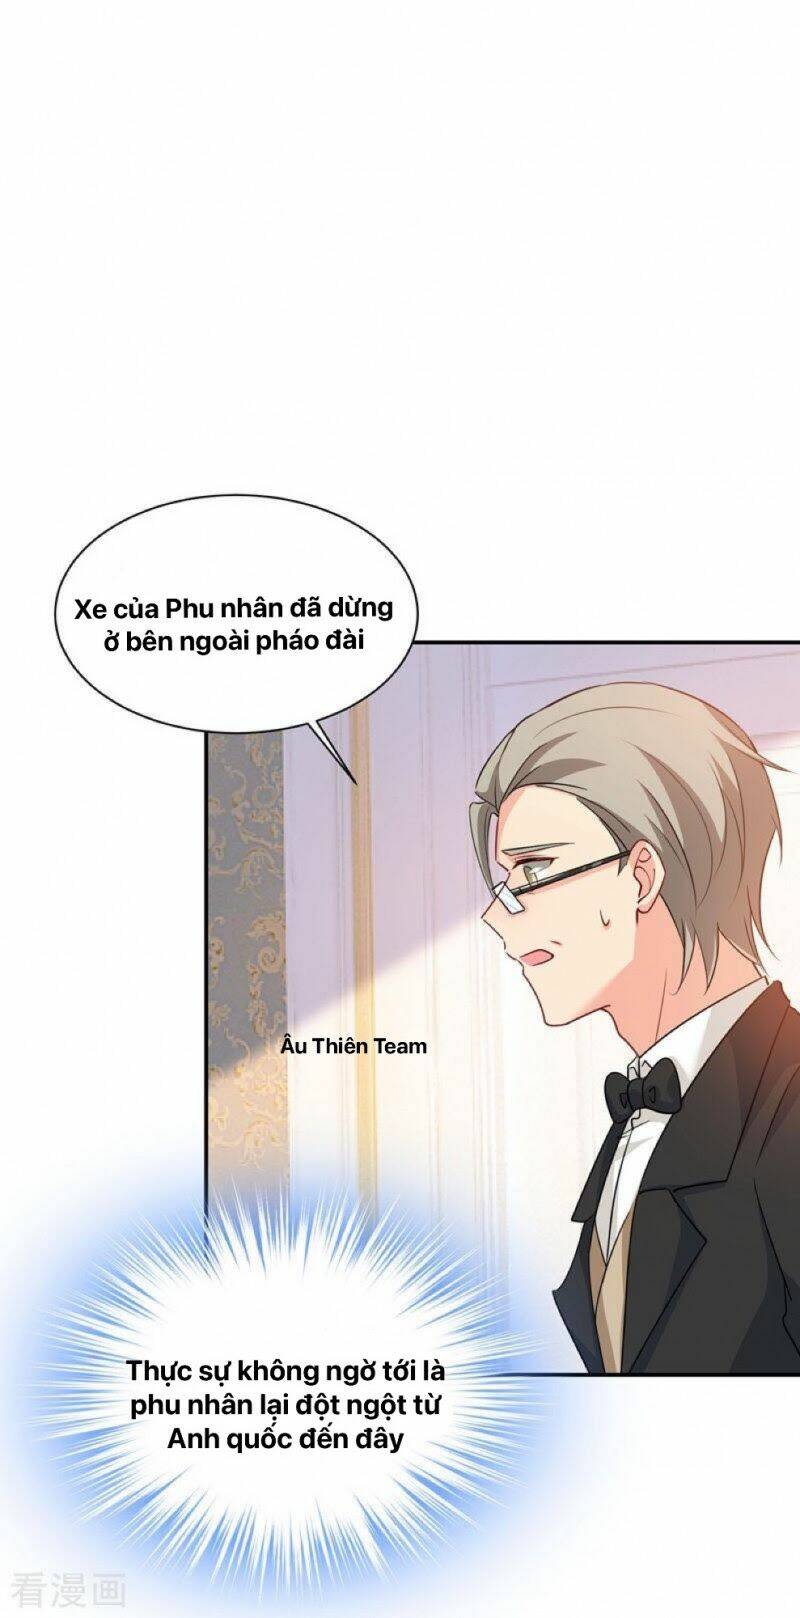 Xe của Phu nhân đã dừng
ở bên ngoài pháo đài
Âu Thiên Team
Thực sự không ngờ tới là
phu nhân lại đột ngột từ
Anh quốc đến đây
看漫画